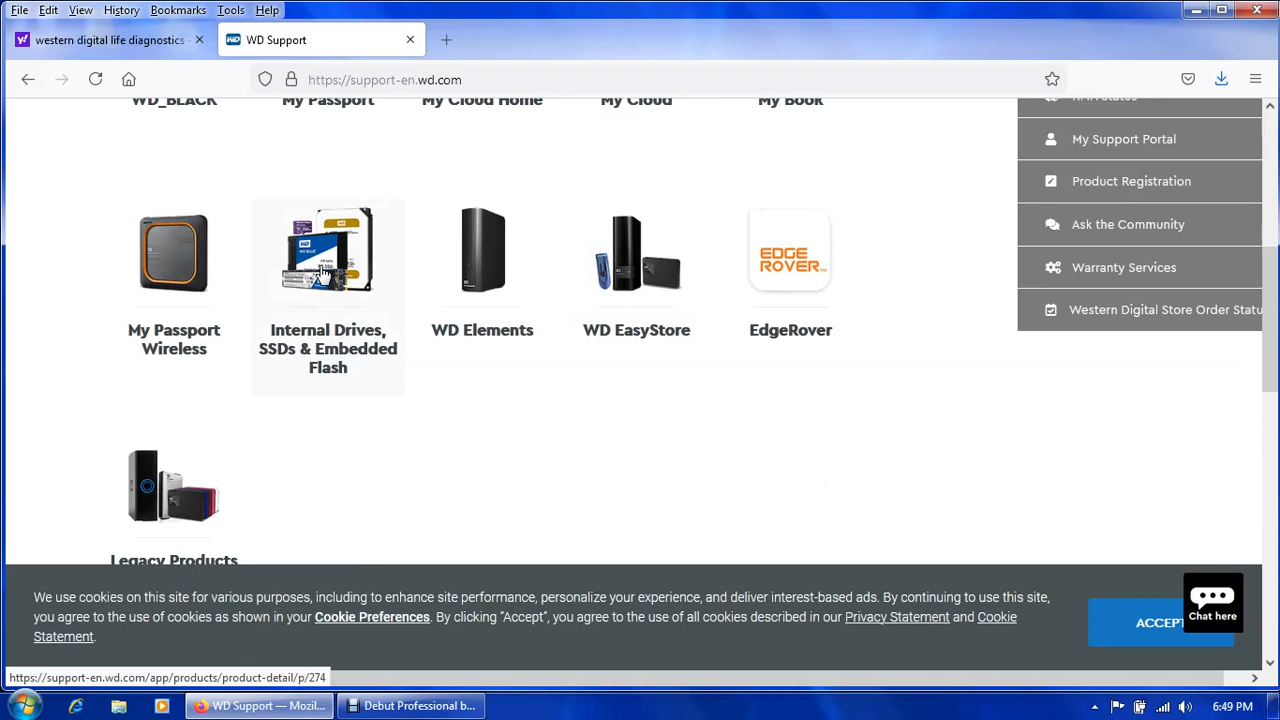 File Edit View History Bookmarks Tools Help
western digital life diagnostics -
WD Support
https://support-en.wd.com
WD_BLACK My Passport My Cloud Home My Cloud My Book
My Support Portal
Product Registration
Ask the Community
Warranty Services
Western Digital Store Order Statu
WD BLUE
EDGE
ROVER
My Passport
Wireless
Internal Drives,
SSDs & Embedded
Flash
WD Elements
WD EasyStore
EdgeRover
Legacy Products
We use cookies on this site for various purposes, including to enhance site performance, personalize your experience, and deliver interest-based ads. By continuing to use this site,
you agree to the use of cookies as shown in your Cookie Preferences. By clicking "Accept", you agree to the use of all cookies described in our Privacy Statement and Cookie
Statement.
ACCEPT
Chat here
https://support-en.wd.com/app/products/product-detail/p/274
WD Support — Mozil...
Debut Professional b...
6:49 PM